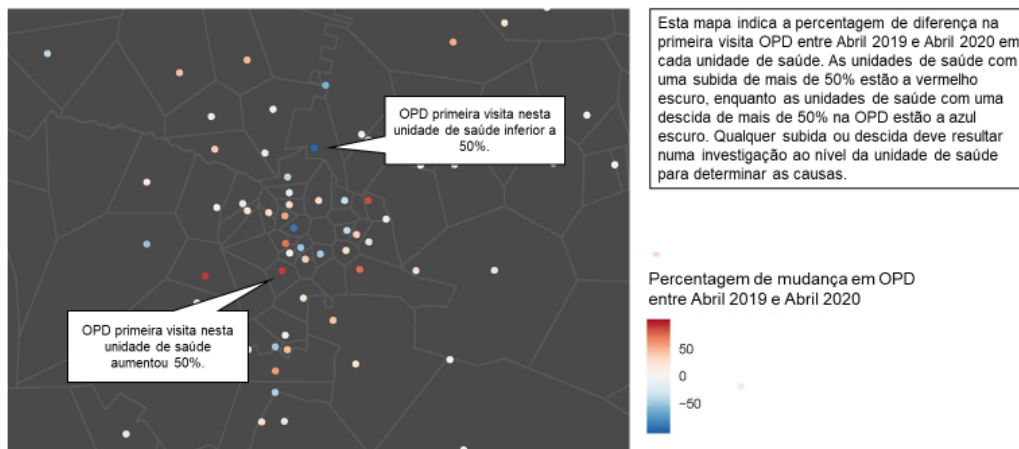 Esta mapa indica a percentagem de diferença na
primeira visita OPD entre Abril 2019 e Abril 2020 em
cada unidade de saúde. As unidades de saúde com
uma subida de mais de 50% estão a vermelho
escuro, enquanto as unidades de saúde com uma
descida de mais de 50% na OPD estão a azul
escuro. Qualquer subida ou descida deve resultar
numa investigação ao nível da unidade de saúde
para determinar as causas.
OPD primeira visita nesta
unidade de saúde inferior a
50%.
OPD primeira visita nesta
unidade de saúde
aumentou 50%.
Percentagem de mudança em OPD
entre Abril 2019 e Abril 2020
50
0
−50